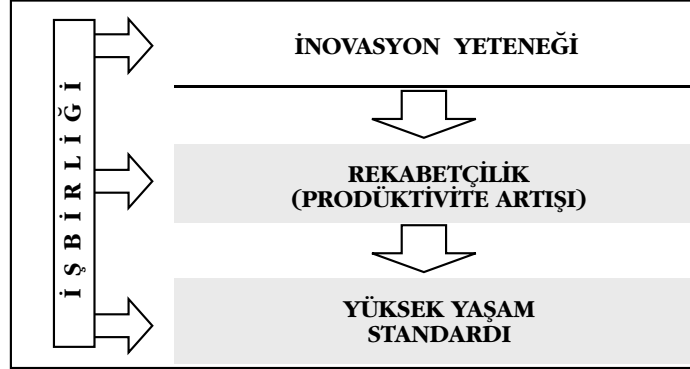 İŞBİRLİĞİ
İNOVASYON YETENEĞİ
REKABETÇİLİK
(PRODÜKTİVİTE ARTIŞI)
YÜKSEK YAŞAM
STANDARDI